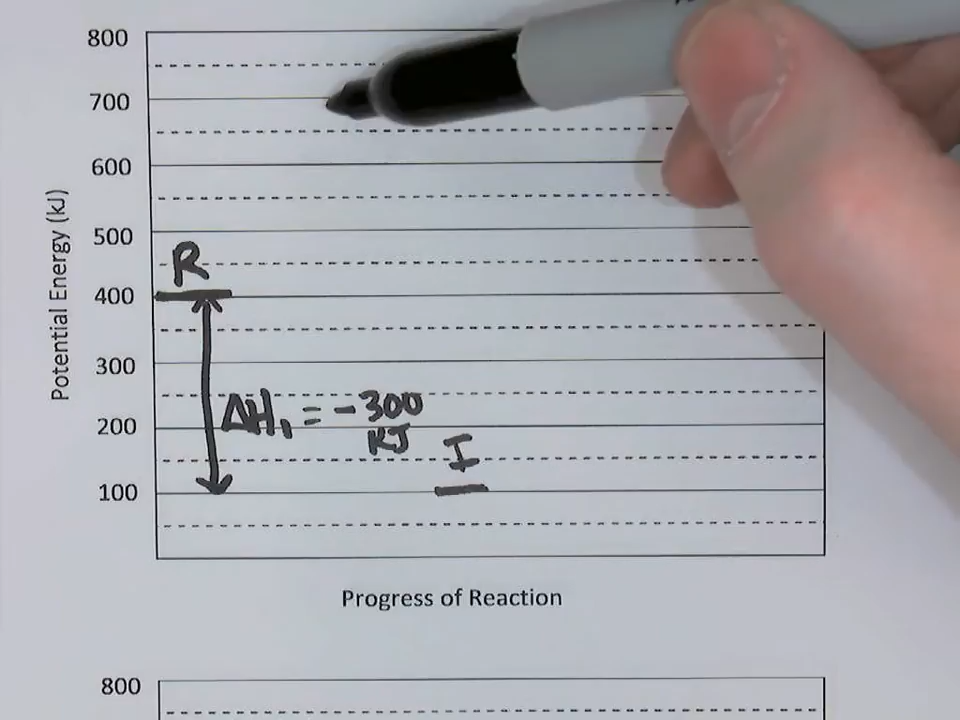 800
700
600
500
R
400
300
ΔH₁ = -300
KJ
200
I
100
Potential Energy (kJ)
Progress of Reaction
800